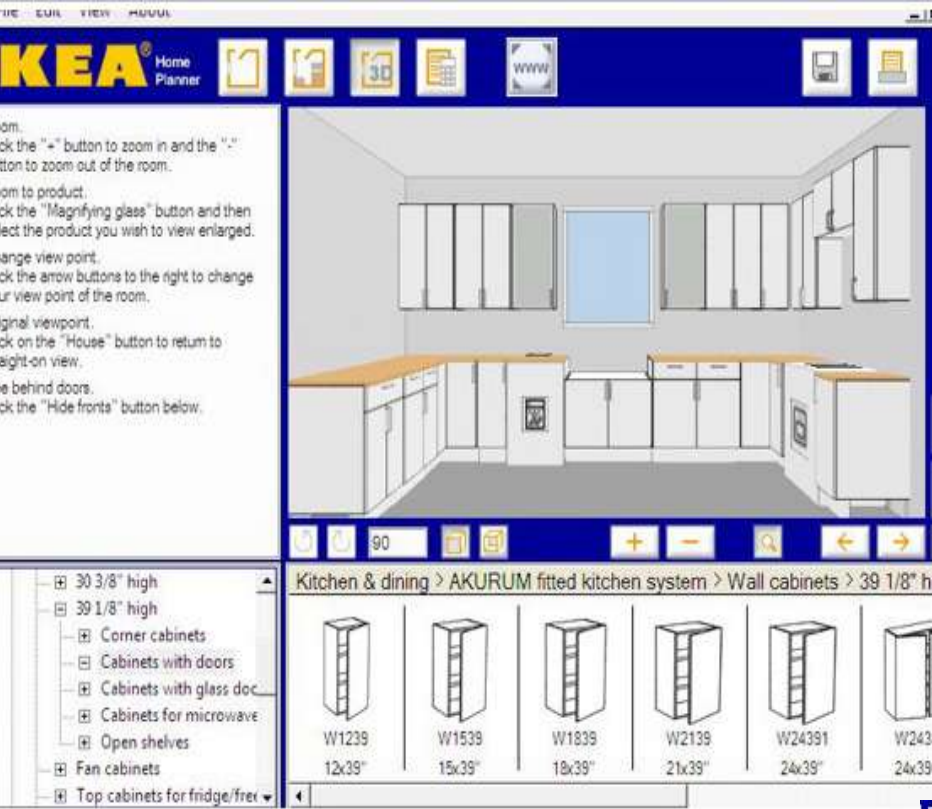 Edit View About
KEA® Home
Planner
3D
WWW
om.
ck the "+" button to zoom in and the "-"
tton to zoom out of the room.
om to product.
ck the "Magnifying glass" button and then
lect the product you wish to view enlarged.
ange view point.
ck the arrow buttons to the right to change
ur view point of the room.
iginal viewpoint.
ck on the "House" button to return to
aight-on view.
e behind doors.
ck the "Hide fronts" button below.
90
30 3/8" high
39 1/8" high
Corner cabinets
Cabinets with doors
Cabinets with glass doc
Cabinets for microwave
Open shelves
Fan cabinets
Top cabinets for fridge/free
Kitchen & dining > AKURUM fitted kitchen system > Wall cabinets > 39 1/8" h
W1239 W1539 W1839 W2139 W24391 W243
12x39" 15x39" 18x39" 21x39" 24x39" 24x39